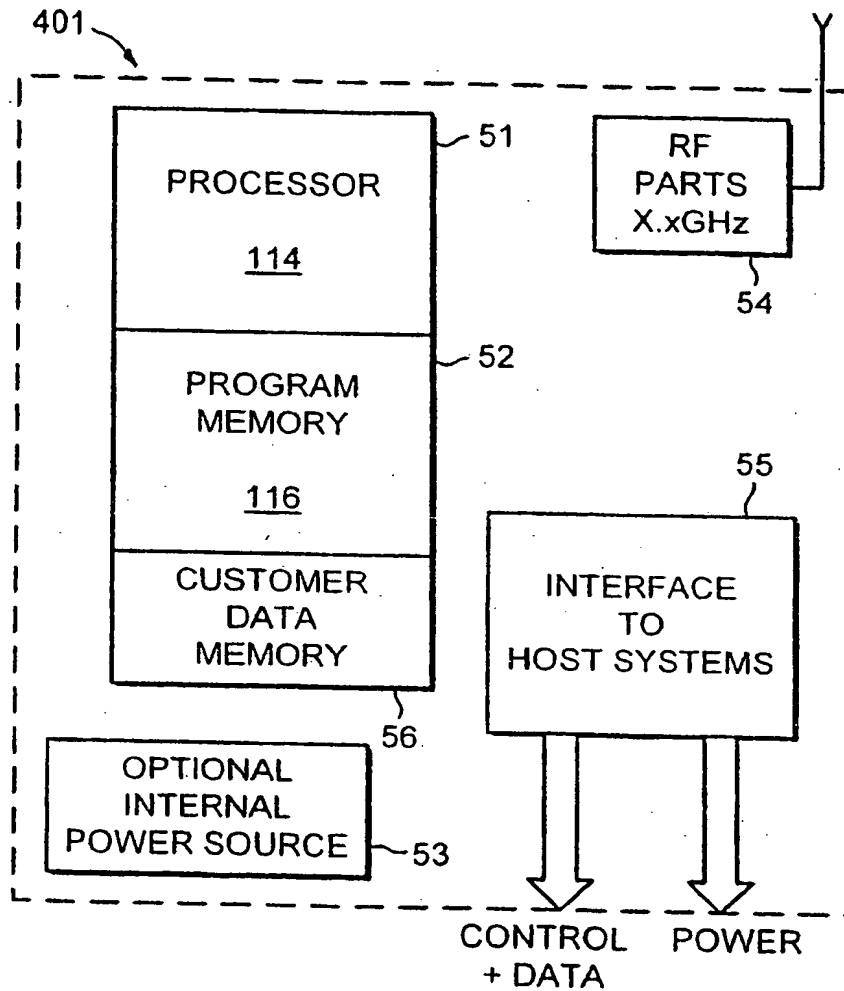 401
PROCESSOR
114
51
PROGRAM
MEMORY
116
52
CUSTOMER
DATA
MEMORY
56
OPTIONAL
INTERNAL
POWER SOURCE
53
RF
PARTS
X.xGHz
54
55
INTERFACE
TO
HOST SYSTEMS
CONTROL
+ DATA
POWER